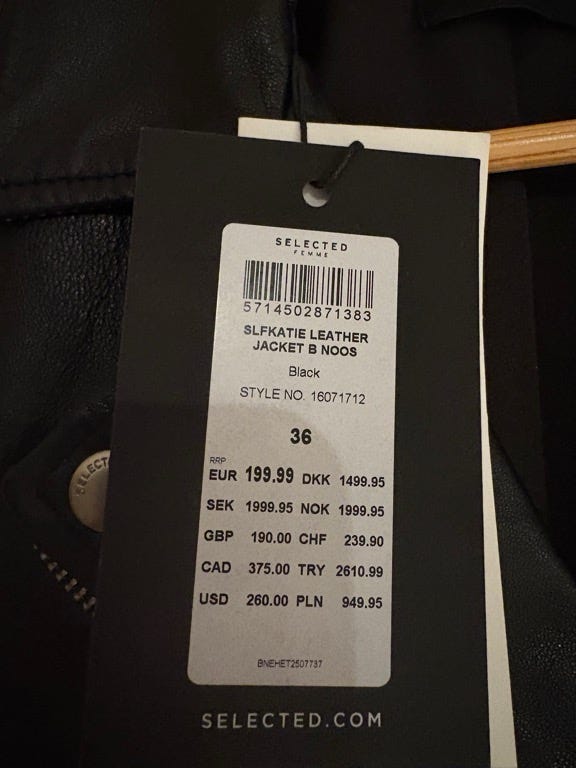 SELECTED
FEMME
5714502871383
SLFKATIE LEATHER
JACKET B NOOS
Black
STYLE NO. 16071712
36
RRP
EUR 199.99 DKK 1499.95
SEK 1999.95 NOK 1999.95
GBP 190.00 CHF 239.90
CAD 375.00 TRY 2610.99
USD 260.00 PLN 949.95
BNEHET2507737
SELECTED.COM